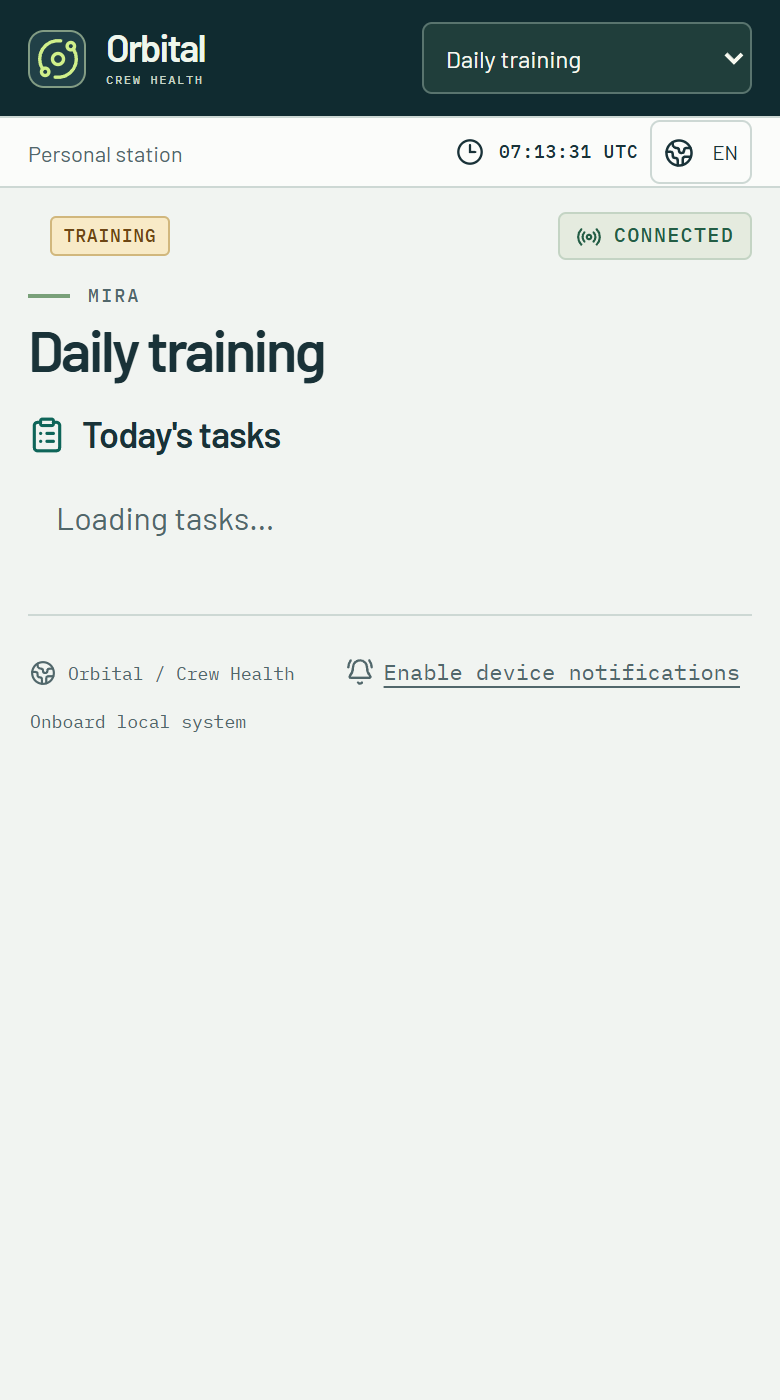 Orbital
CREW HEALTH
Daily training
Personal station
07:13:31 UTC
EN
TRAINING
CONNECTED
MIRA
Daily training
Today's tasks
Loading tasks...
Orbital / Crew Health
Enable device notifications
Onboard local system